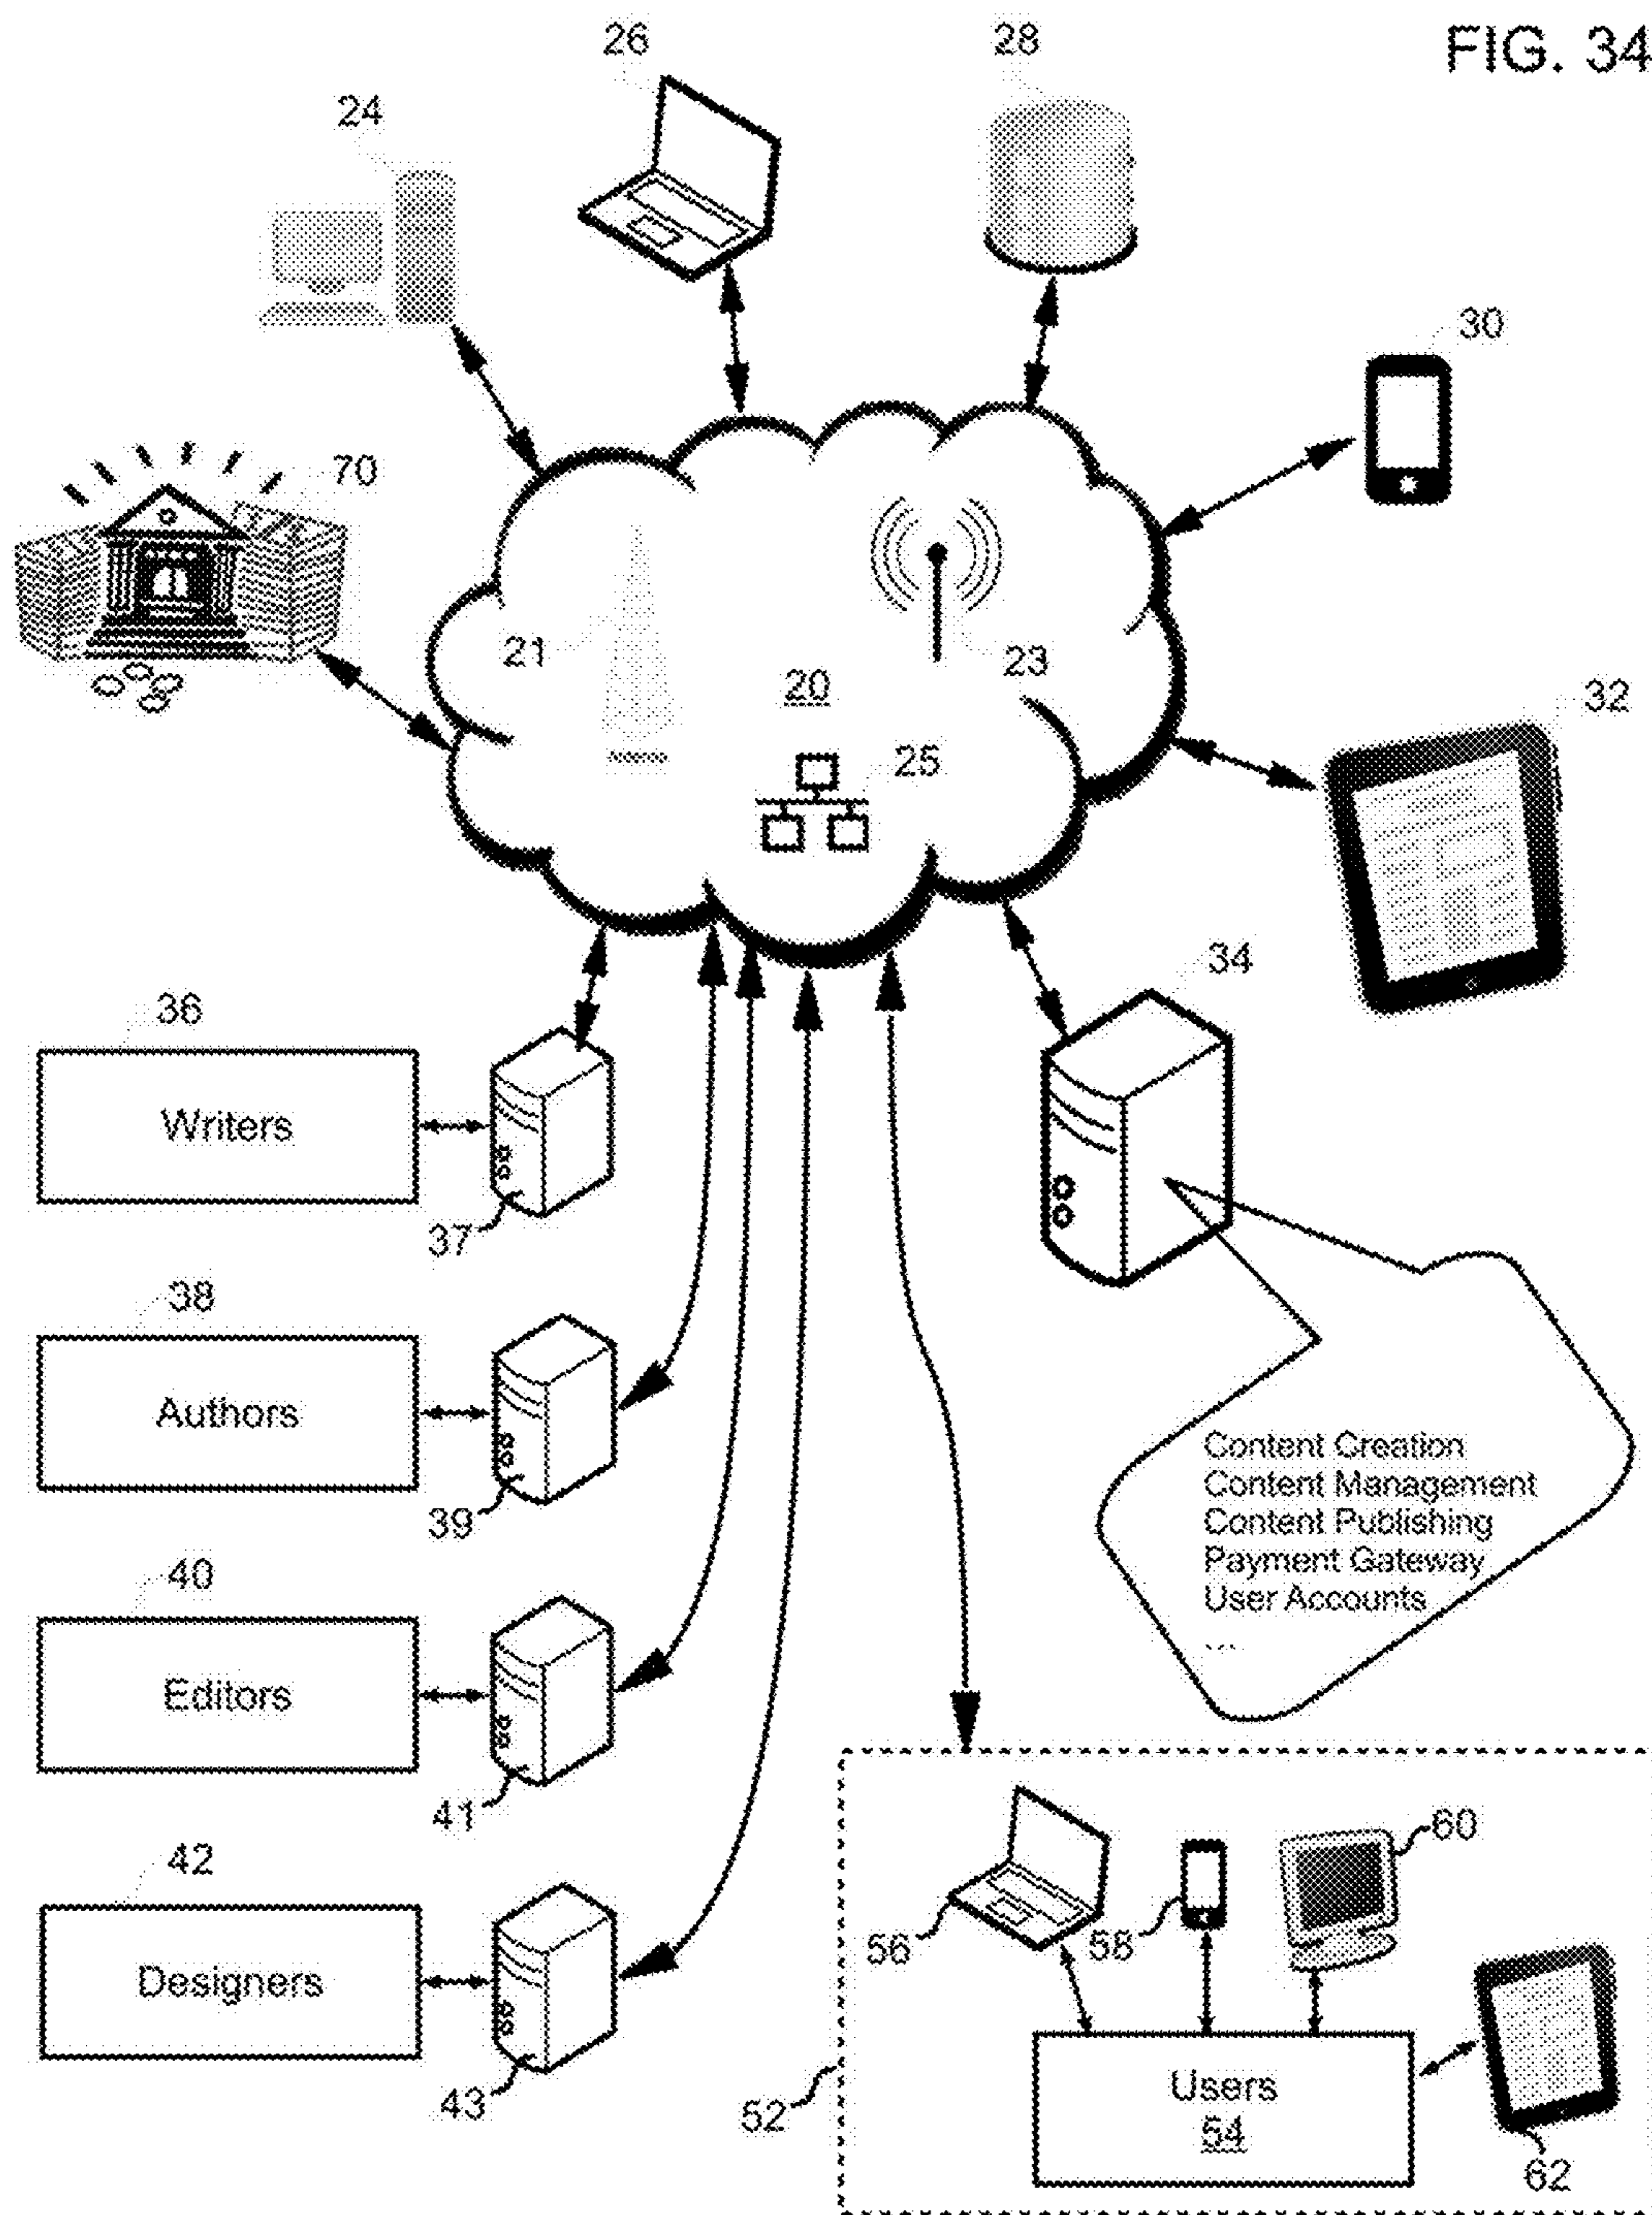 FIG. 34
26
28
24
30
70
21
23
20
32
25
34
36
Writers
37
38
Authors
39
Content Creation
Content Management
Content Publishing
Payment Gateway
User Accounts
...
40
Editors
41
60
56
58
42
Designers
43
52
Users
54
62